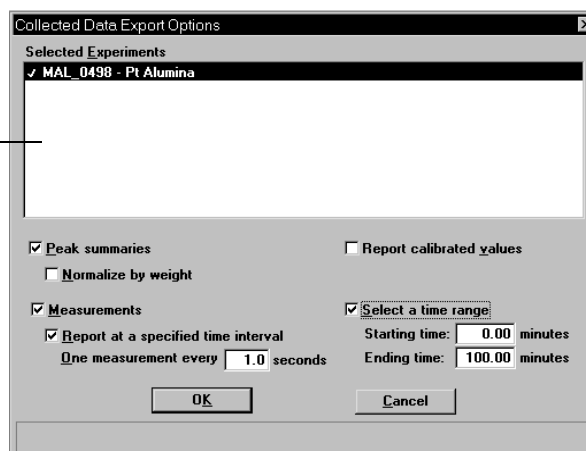 Collected Data Export Options
Selected Experiments
✓ MAL_0498 - Pt Alumina
Peak summaries
Report calibrated values
Normalize by weight
Measurements
Select a time range
Report at a specified time interval
Starting time: 0.00 minutes
One measurement every 1.0 seconds
Ending time: 100.00 minutes
OK
Cancel